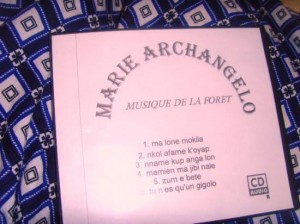 MARIE ARCHANGELO
MUSIQUE DE LA FORET
1. ma lone mokila
2. nkol afame k'oyap
3. nname kup anga lon
4. mamien ma jibi nale
5. zum e bele
6. tu n'es qu'un gigolo
CD
AUDIO